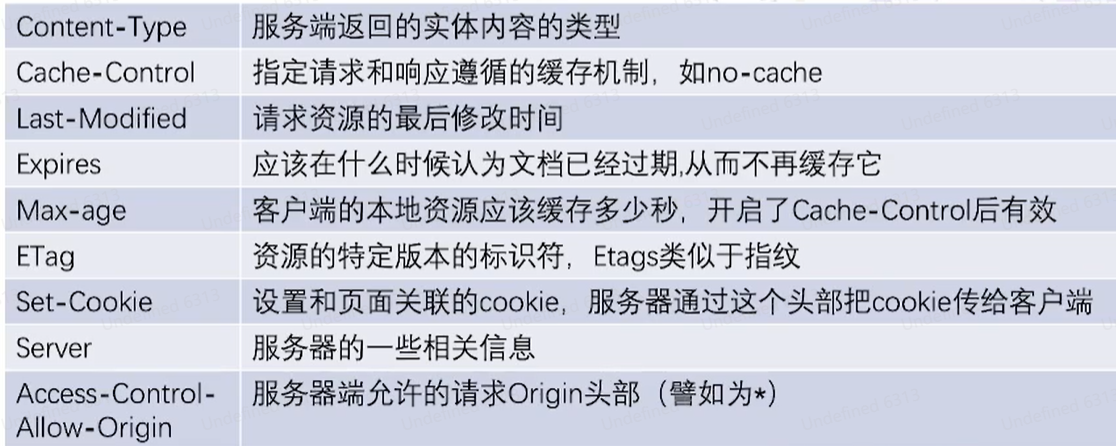 Content-Type 服务端返回的实体内容的类型
Cache-Control 指定请求和响应遵循的缓存机制，如no-cache
Last-Modified 请求资源的最后修改时间
Expires 应该在什么时候认为文档已经过期,从而不再缓存它
Max-age 客户端的本地资源应该缓存多少秒，开启了Cache-Control后有效
ETag 资源的特定版本的标识符，Etags类似于指纹
Set-Cookie 设置和页面关联的cookie，服务器通过这个头部把cookie传给客户端
Server 服务器的一些相关信息
Access-Control- 服务器端允许的请求Origin头部（譬如为*）
Allow-Origin